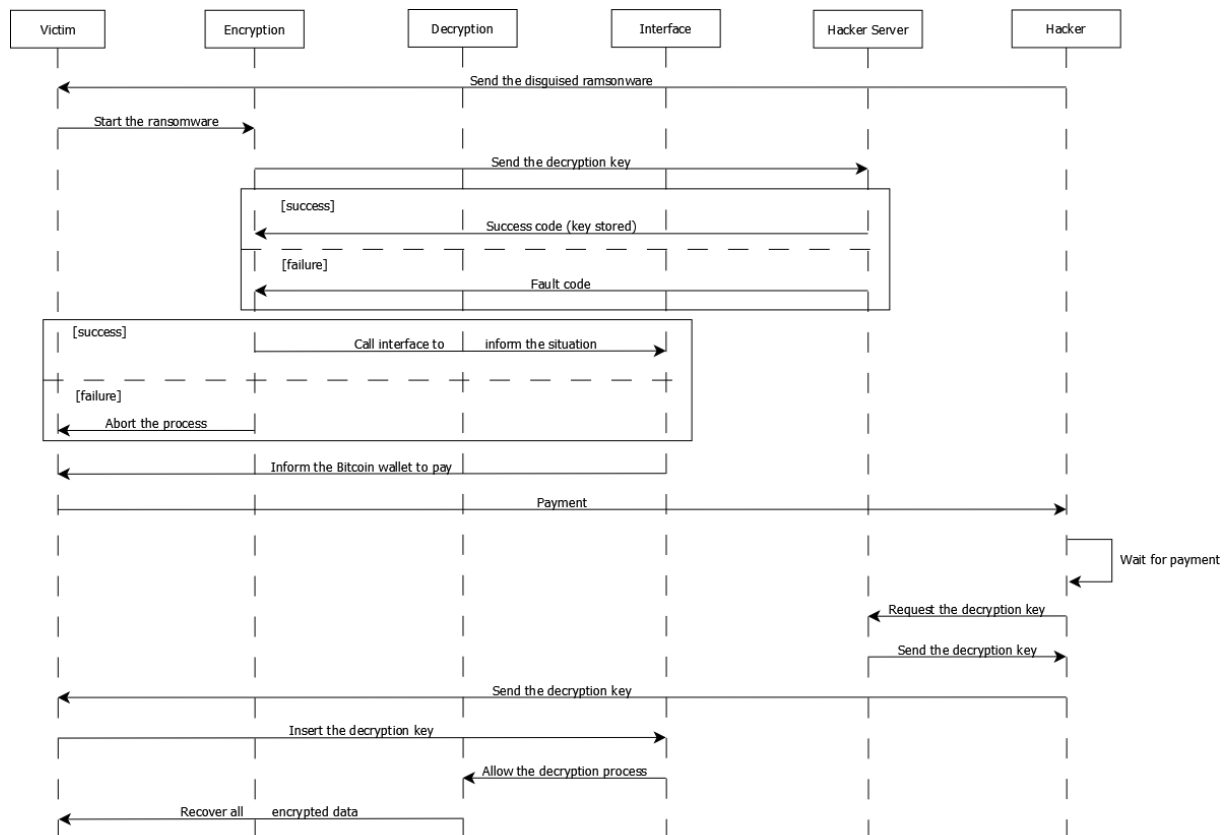 Victim
Encryption
Decryption
Interface
Hacker Server
Hacker
Send the disguised ramsonware
Start the ransomware
Send the decryption key
[success]
Success code (key stored)
[failure]
Fault code
[success]
Call interface to inform the situation
[failure]
Abort the process
Inform the Bitcoin wallet to pay
Payment
Wait for payment
Request the decryption key
Send the decryption key
Send the decryption key
Insert the decryption key
Allow the decryption process
Recover all encrypted data